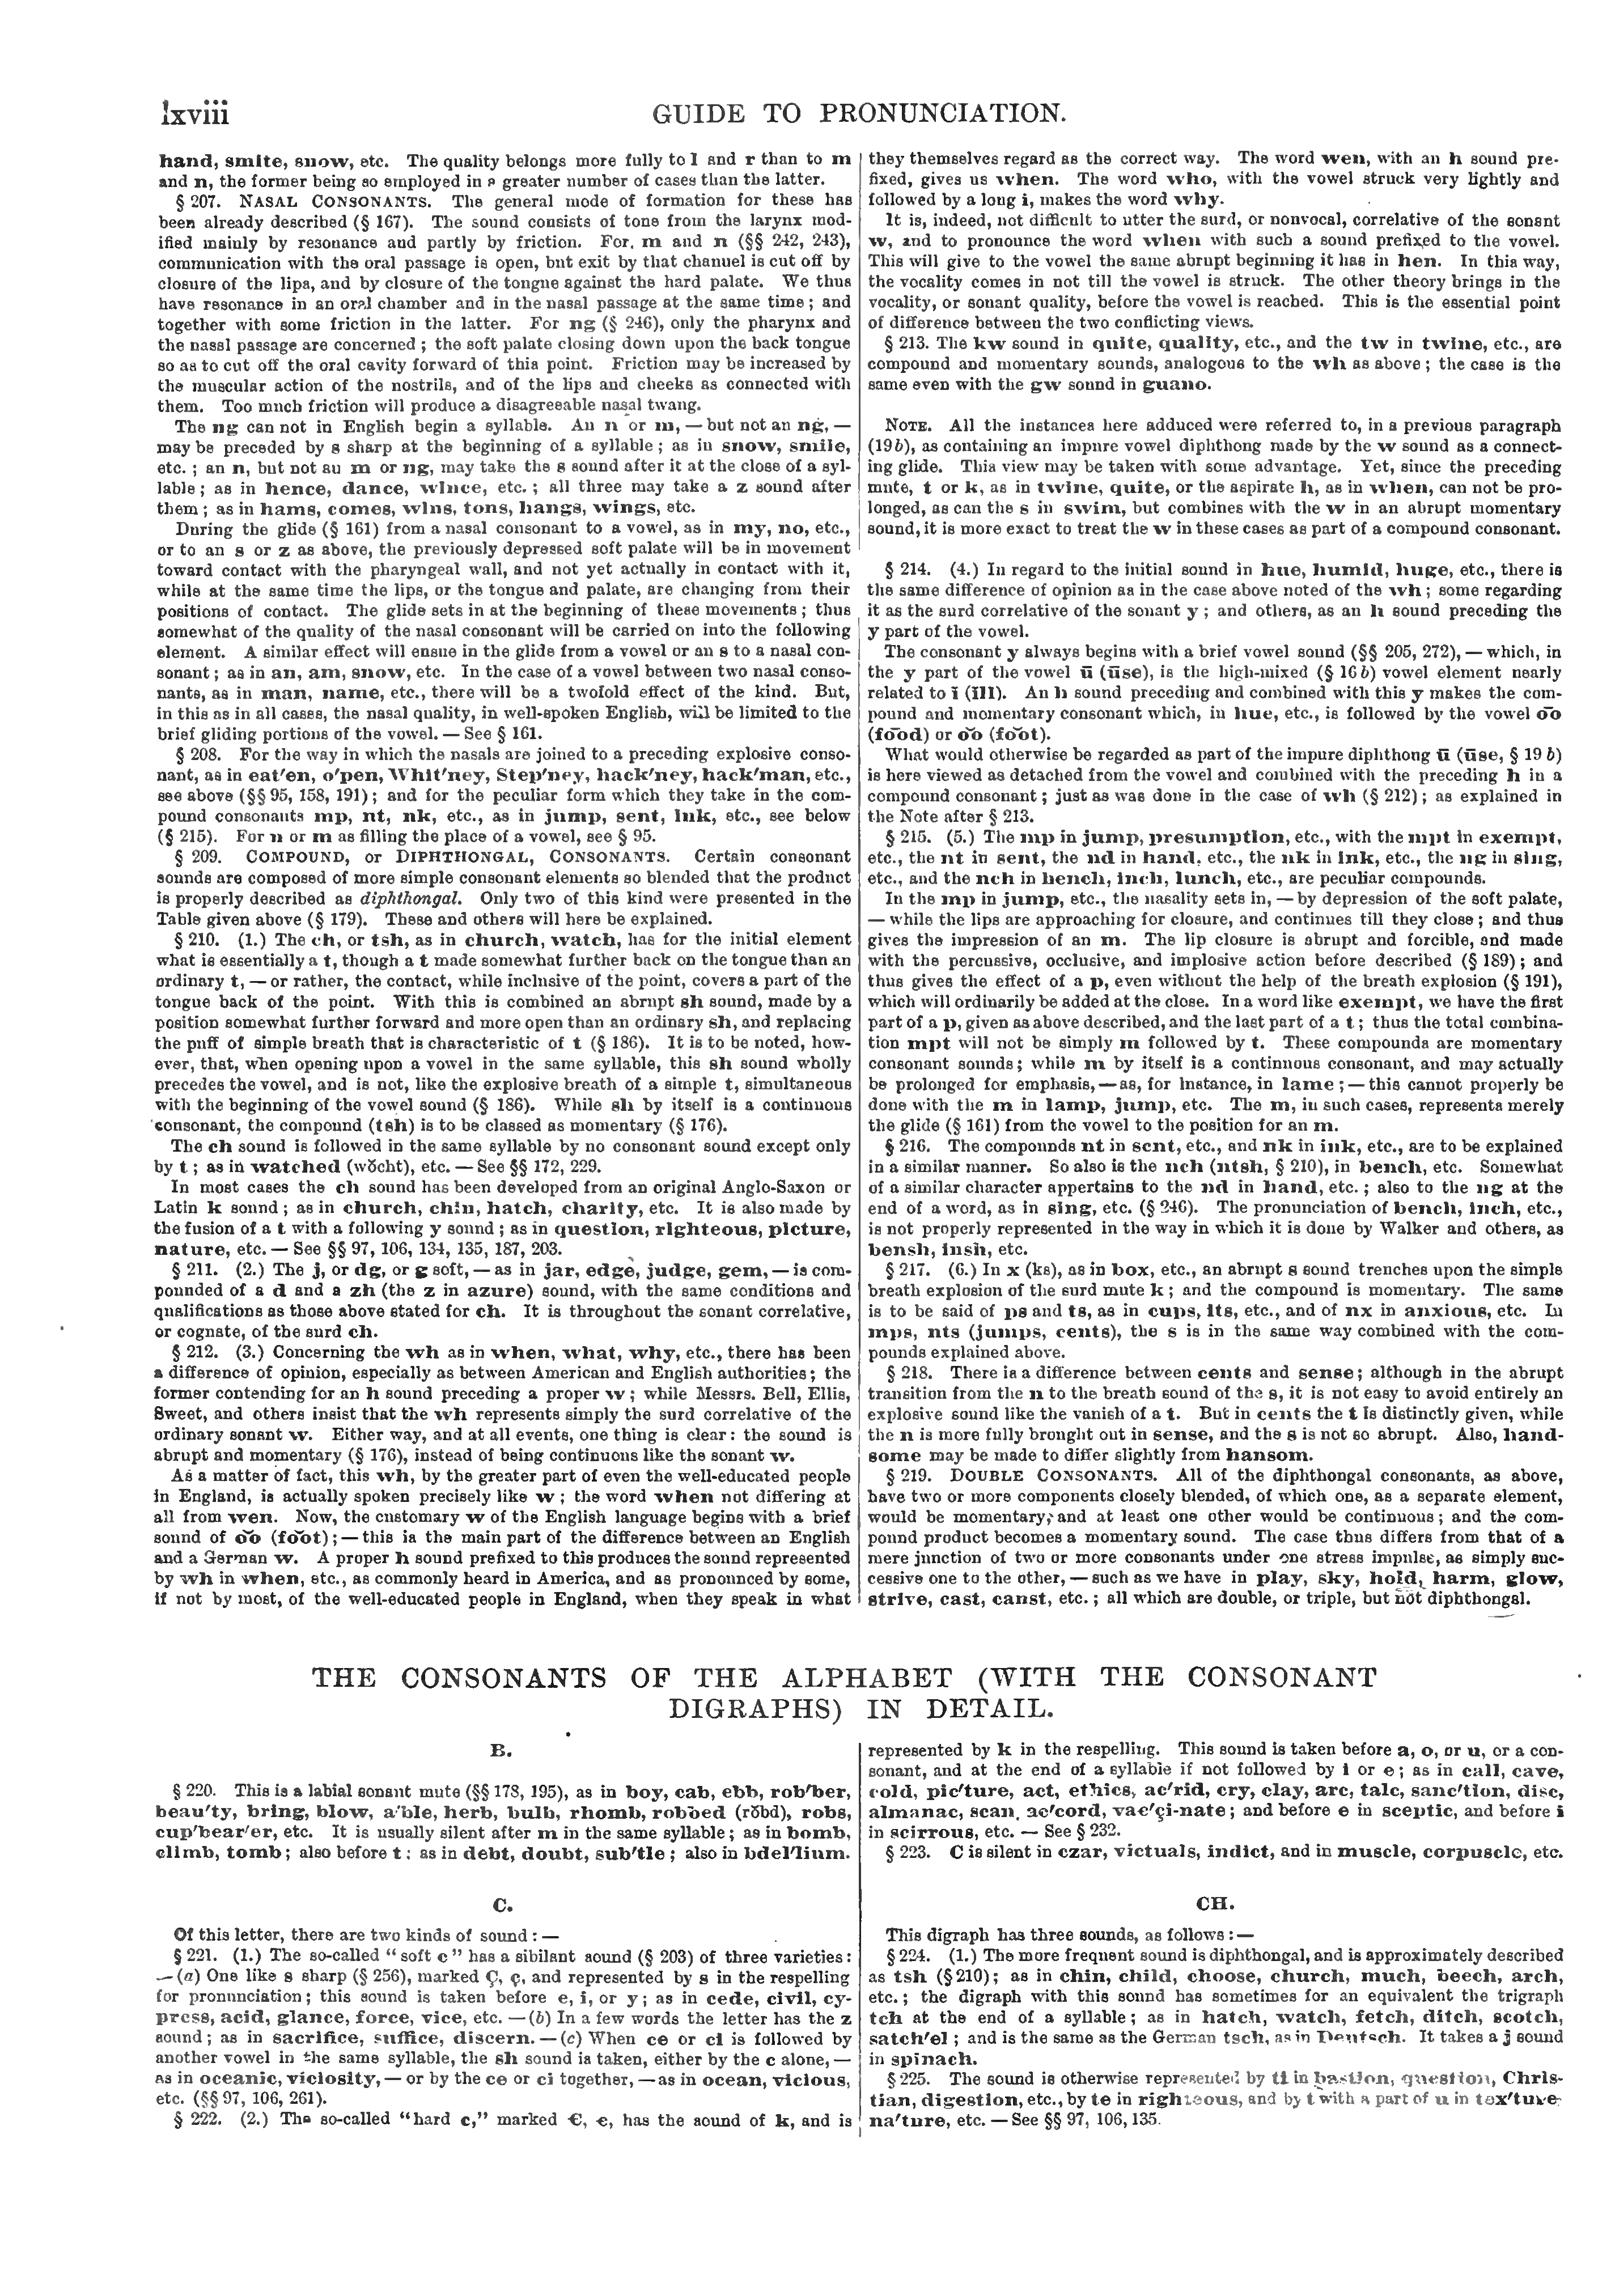 lxviii
GUIDE TO PRONUNCIATION.
hand, smite, snow, etc. The quality belongs more fully to l and r than to m
and n, the former being so employed in a greater number of cases than the latter.
§ 207. NASAL CONSONANTS. The general mode of formation for these has
been already described (§ 167). The sound consists of tone from the larynx mod-
ified mainly by resonance and partly by friction. For m and n (§§ 242, 243),
communication with the oral passage is open, but exit by that channel is cut off by
closure of the lips, and by closure of the tongue against the hard palate. We thus
have resonance in an oral chamber and in the nasal passage at the same time; and
together with some friction in the latter. For ng (§ 246), only the pharynx and
the nasal passage are concerned; the soft palate closing down upon the back tongue
so as to cut off the oral cavity forward of this point. Friction may be increased by
the muscular action of the nostrils, and of the lips and cheeks as connected with
them. Too much friction will produce a disagreeable nasal twang.
The ng can not in English begin a syllable. An n or m, — but not an ng, —
may be preceded by s sharp at the beginning of a syllable; as in snow, smile,
etc.; an n, but not an m or ng, may take the s sound after it at the close of a syl-
lable; as in hence, dance, wince, etc.; all three may take a z sound after
them; as in hams, comes, wins, tons, hangs, wings, etc.
During the glide (§ 161) from a nasal consonant to a vowel, as in my, no, etc.,
or to an s or z as above, the previously depressed soft palate will be in movement
toward contact with the pharyngeal wall, and not yet actually in contact with it,
while at the same time the lips, or the tongue and palate, are changing from their
positions of contact. The glide sets in at the beginning of these movements; thus
somewhat of the quality of the nasal consonant will be carried on into the following
element. A similar effect will ensue in the glide from a vowel or an s to a nasal con-
sonant; as in an, am, snow, etc. In the case of a vowel between two nasal conso-
nants, as in man, name, etc., there will be a twofold effect of the kind. But,
in this as in all cases, the nasal quality, in well-spoken English, will be limited to the
brief gliding portions of the vowel. — See § 161.
§ 208. For the way in which the nasals are joined to a preceding explosive conso-
nant, as in eat'en, o'pen, Whit'ney, Step'ney, hack'ney, hack'man, etc.,
see above (§§ 95, 158, 191); and for the peculiar form which they take in the com-
pound consonants mp, nt, nk, etc., as in jump, sent, ink, etc., see below
(§ 215). For n or m as filling the place of a vowel, see § 95.
§ 209. COMPOUND, or DIPHTHONGAL, CONSONANTS. Certain consonant
sounds are composed of more simple consonant elements so blended that the product
is properly described as diphthongal. Only two of this kind were presented in the
Table given above (§ 179). These and others will here be explained.
§ 210. (1.) The ch, or tsh, as in church, watch, has for the initial element
what is essentially a t, though a t made somewhat further back on the tongue than an
ordinary t, — or rather, the contact, while inclusive of the point, covers a part of the
tongue back of the point. With this is combined an abrupt sh sound, made by a
position somewhat further forward and more open than an ordinary sh, and replacing
the puff of simple breath that is characteristic of t (§ 186). It is to be noted, how-
ever, that, when opening upon a vowel in the same syllable, this sh sound wholly
precedes the vowel, and is not, like the explosive breath of a simple t, simultaneous
with the beginning of the vowel sound (§ 186). While sh by itself is a continuous
consonant, the compound (tsh) is to be classed as momentary (§ 176).
The ch sound is followed in the same syllable by no consonant sound except only
by t; as in watched (wŏcht), etc. — See §§ 172, 229.
In most cases the ch sound has been developed from an original Anglo-Saxon or
Latin k sound; as in church, chin, hatch, charity, etc. It is also made by
the fusion of a t with a following y sound; as in question, righteous, picture,
nature, etc. — See §§ 97, 106, 134, 135, 187, 203.
§ 211. (2.) The j, or dg, or g soft, — as in jar, edge, judge, gem, — is com-
pounded of a d and a zh (the z in azure) sound, with the same conditions and
qualifications as those above stated for ch. It is throughout the sonant correlative,
or cognate, of the surd ch.
§ 212. (3.) Concerning the wh as in when, what, why, etc., there has been
a difference of opinion, especially as between American and English authorities; the
former contending for an h sound preceding a proper w; while Messrs. Bell, Ellis,
Sweet, and others insist that the wh represents simply the surd correlative of the
ordinary sonant w. Either way, and at all events, one thing is clear: the sound is
abrupt and momentary (§ 176), instead of being continuous like the sonant w.
As a matter of fact, this wh, by the greater part of even the well-educated people
in England, is actually spoken precisely like w; the word when not differing at
all from wen. Now, the customary w of the English language begins with a brief
sound of o͝o (fo͝ot); — this is the main part of the difference between an English
and a German w. A proper h sound prefixed to this produces the sound represented
by wh in when, etc., as commonly heard in America, and as pronounced by some,
if not by most, of the well-educated people in England, when they speak in what
they themselves regard as the correct way. The word wen, with an h sound pre-
fixed, gives us when. The word who, with the vowel struck very lightly and
followed by a long i, makes the word why.
It is, indeed, not difficult to utter the surd, or nonvocal, correlative of the sonant
w, and to pronounce the word when with such a sound prefixed to the vowel.
This will give to the vowel the same abrupt beginning it has in hen. In this way,
the vocality comes in not till the vowel is struck. The other theory brings in the
vocality, or sonant quality, before the vowel is reached. This is the essential point
of difference between the two conflicting views.
§ 213. The kw sound in quite, quality, etc., and the tw in twine, etc., are
compound and momentary sounds, analogous to the wh as above; the case is the
same even with the gw sound in guano.
NOTE. All the instances here adduced were referred to, in a previous paragraph
(19 b), as containing an impure vowel diphthong made by the w sound as a connect-
ing glide. This view may be taken with some advantage. Yet, since the preceding
mute, t or k, as in twine, quite, or the aspirate h, as in when, can not be pro-
longed, as can the s in swim, but combines with the w in an abrupt momentary
sound, it is more exact to treat the w in these cases as part of a compound consonant.
§ 214. (4.) In regard to the initial sound in hue, humid, huge, etc., there is
the same difference of opinion as in the case above noted of the wh; some regarding
it as the surd correlative of the sonant y; and others, as an h sound preceding the
y part of the vowel.
The consonant y always begins with a brief vowel sound (§§ 205, 272), — which, in
the y part of the vowel ū (ūse), is the high-mixed (§ 16 b) vowel element nearly
related to ĭ (ĭll). An h sound preceding and combined with this y makes the com-
pound and momentary consonant which, in hue, etc., is followed by the vowel o͞o
(fo͞od) or o͝o (fo͝ot).
What would otherwise be regarded as part of the impure diphthong ū (ūse, § 19 b)
is here viewed as detached from the vowel and combined with the preceding h in a
compound consonant; just as was done in the case of wh (§ 212); as explained in
the Note after § 213.
§ 215. (5.) The mp in jump, presumption, etc., with the mpt in exempt,
etc., the nt in sent, the nd in hand, etc., the nk in ink, etc., the ng in sing,
etc., and the nch in bench, inch, lunch, etc., are peculiar compounds.
In the mp in jump, etc., the nasality sets in, — by depression of the soft palate,
— while the lips are approaching for closure, and continues till they close; and thus
gives the impression of an m. The lip closure is abrupt and forcible, and made
with the percussive, occlusive, and implosive action before described (§ 189); and
thus gives the effect of a p, even without the help of the breath explosion (§ 191),
which will ordinarily be added at the close. In a word like exempt, we have the first
part of a p, given as above described, and the last part of a t; thus the total combina-
tion mpt will not be simply m followed by t. These compounds are momentary
consonant sounds; while m by itself is a continuous consonant, and may actually
be prolonged for emphasis, — as, for instance, in lame; — this cannot properly be
done with the m in lamp, jump, etc. The m, in such cases, represents merely
the glide (§ 161) from the vowel to the position for an m.
§ 216. The compounds nt in sent, etc., and nk in ink, etc., are to be explained
in a similar manner. So also is the nch (ntsh, § 210), in bench, etc. Somewhat
of a similar character appertains to the nd in hand, etc.; also to the ng at the
end of a word, as in sing, etc. (§ 246). The pronunciation of bench, inch, etc.,
is not properly represented in the way in which it is done by Walker and others, as
bensh, insh, etc.
§ 217. (6.) In x (ks), as in box, etc., an abrupt s sound trenches upon the simple
breath explosion of the surd mute k; and the compound is momentary. The same
is to be said of ps and ts, as in cups, its, etc., and of nx in anxious, etc. In
mps, nts (jumps, cents), the s is in the same way combined with the com-
pounds explained above.
§ 218. There is a difference between cents and sense; although in the abrupt
transition from the n to the breath sound of the s, it is not easy to avoid entirely an
explosive sound like the vanish of a t. But in cents the t is distinctly given, while
the n is more fully brought out in sense, and the s is not so abrupt. Also, hand-
some may be made to differ slightly from hansom.
§ 219. DOUBLE CONSONANTS. All of the diphthongal consonants, as above,
have two or more components closely blended, of which one, as a separate element,
would be momentary, and at least one other would be continuous; and the com-
pound product becomes a momentary sound. The case thus differs from that of a
mere junction of two or more consonants under one stress impulse, as simply suc-
cessive one to the other, — such as we have in play, sky, hold, harm, glow,
strive, cast, canst, etc.; all which are double, or triple, but not diphthongal.
THE CONSONANTS OF THE ALPHABET (WITH THE CONSONANT
DIGRAPHS) IN DETAIL.
B.
§ 220. This is a labial sonant mute (§§ 178, 195), as in boy, cab, ebb, rob'ber,
beau'ty, bring, blow, a'ble, herb, bulb, rhomb, robbed (rŏbd), robs,
cup'bear'er, etc. It is usually silent after m in the same syllable; as in bomb,
climb, tomb; also before t: as in debt, doubt, sub'tle; also in bdel'lium.
C.
Of this letter, there are two kinds of sound: —
§ 221. (1.) The so-called “soft c” has a sibilant sound (§ 203) of three varieties:
— (a) One like s sharp (§ 256), marked Ç, ç, and represented by s in the respelling
for pronunciation; this sound is taken before e, i, or y; as in cede, civil, cy-
press, acid, glance, force, vice, etc. — (b) In a few words the letter has the z
sound; as in sacrifice, suffice, discern. — (c) When ce or ci is followed by
another vowel in the same syllable, the sh sound is taken, either by the c alone, —
as in oceanic, viciosity, — or by the ce or ci together, — as in ocean, vicious,
etc. (§§ 97, 106, 261).
§ 222. (2.) The so-called “hard c,” marked Є, є, has the sound of k, and is
represented by k in the respelling. This sound is taken before a, o, or u, or a con-
sonant, and at the end of a syllable if not followed by i or e; as in call, cave,
cold, pic'ture, act, ethics, ac'rid, cry, clay, arc, talc, sanc'tion, disc,
almanac, scan, ac'cord, vac'çi-nate; and before e in sceptic, and before i
in scirrous, etc. — See § 232.
§ 223. C is silent in czar, victuals, indict, and in muscle, corpuscle, etc.
CH.
This digraph has three sounds, as follows: —
§ 224. (1.) The more frequent sound is diphthongal, and is approximately described
as tsh (§ 210); as in chin, child, choose, church, much, beech, arch,
etc.; the digraph with this sound has sometimes for an equivalent the trigraph
tch at the end of a syllable; as in hatch, watch, fetch, ditch, scotch,
satch'el; and is the same as the German tsch, as in Deutsch. It takes a j sound
in spinach.
§ 225. The sound is otherwise represented by ti in bastion, question, Chris-
tian, digestion, etc., by te in righteous, and by t with a part of u in tex'ture
na'ture, etc. — See §§ 97, 106, 135.